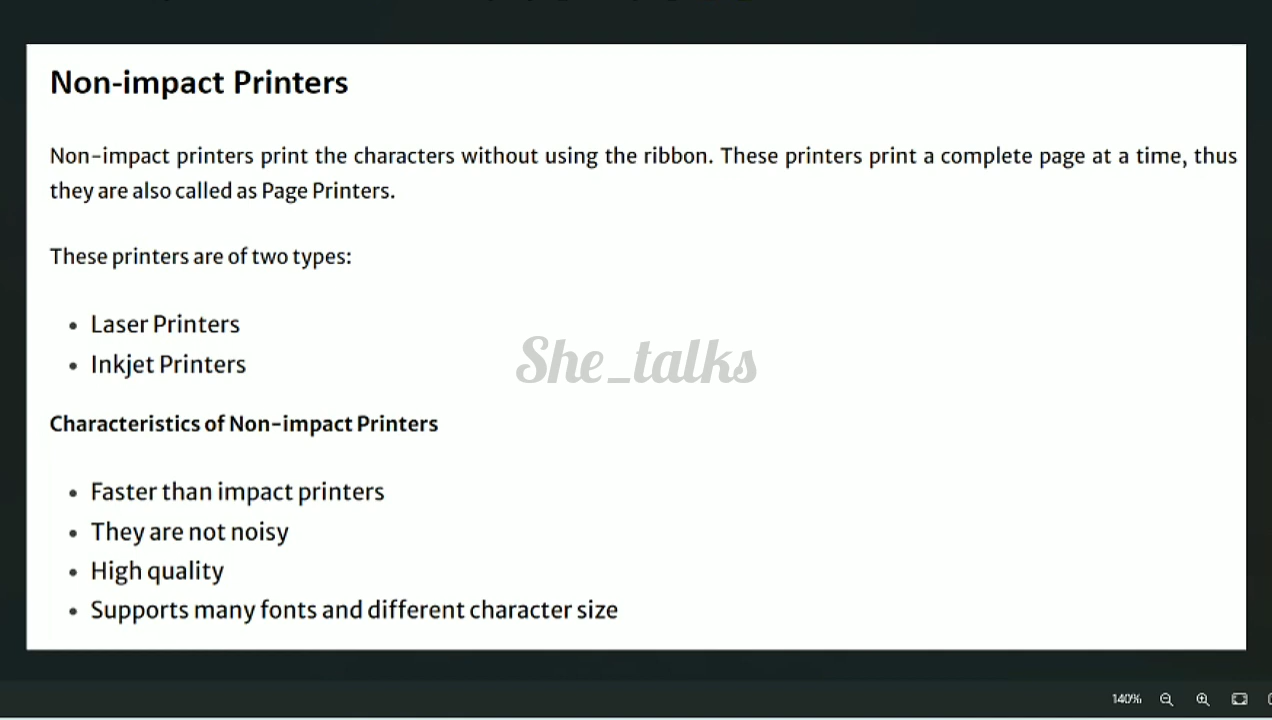 Non-impact Printers
Non-impact printers print the characters without using the ribbon. These printers print a complete page at a time, thus
they are also called as Page Printers.
These printers are of two types:
• Laser Printers
• Inkjet Printers
She_talks
Characteristics of Non-impact Printers
• Faster than impact printers
• They are not noisy
• High quality
• Supports many fonts and different character size
140%